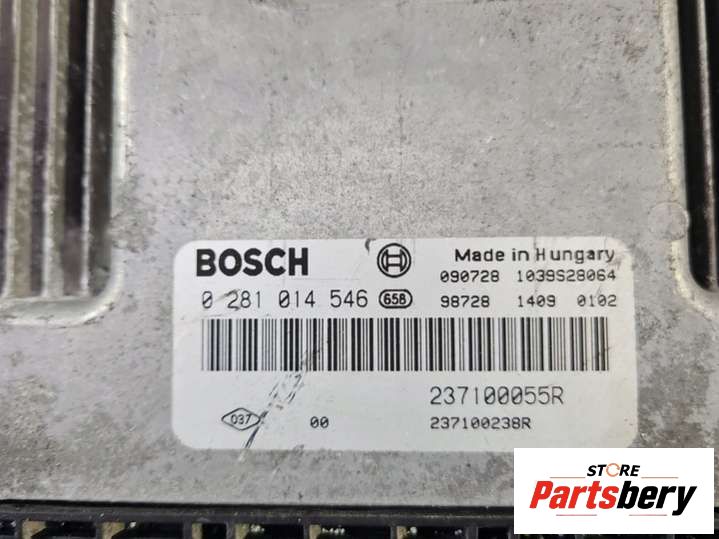 BOSCH
Made in Hungary
090728 1039S28064
0 281 014 546 658
98728 1409 0102
237100055R
037 00 237100238R
STORE
Partsbery